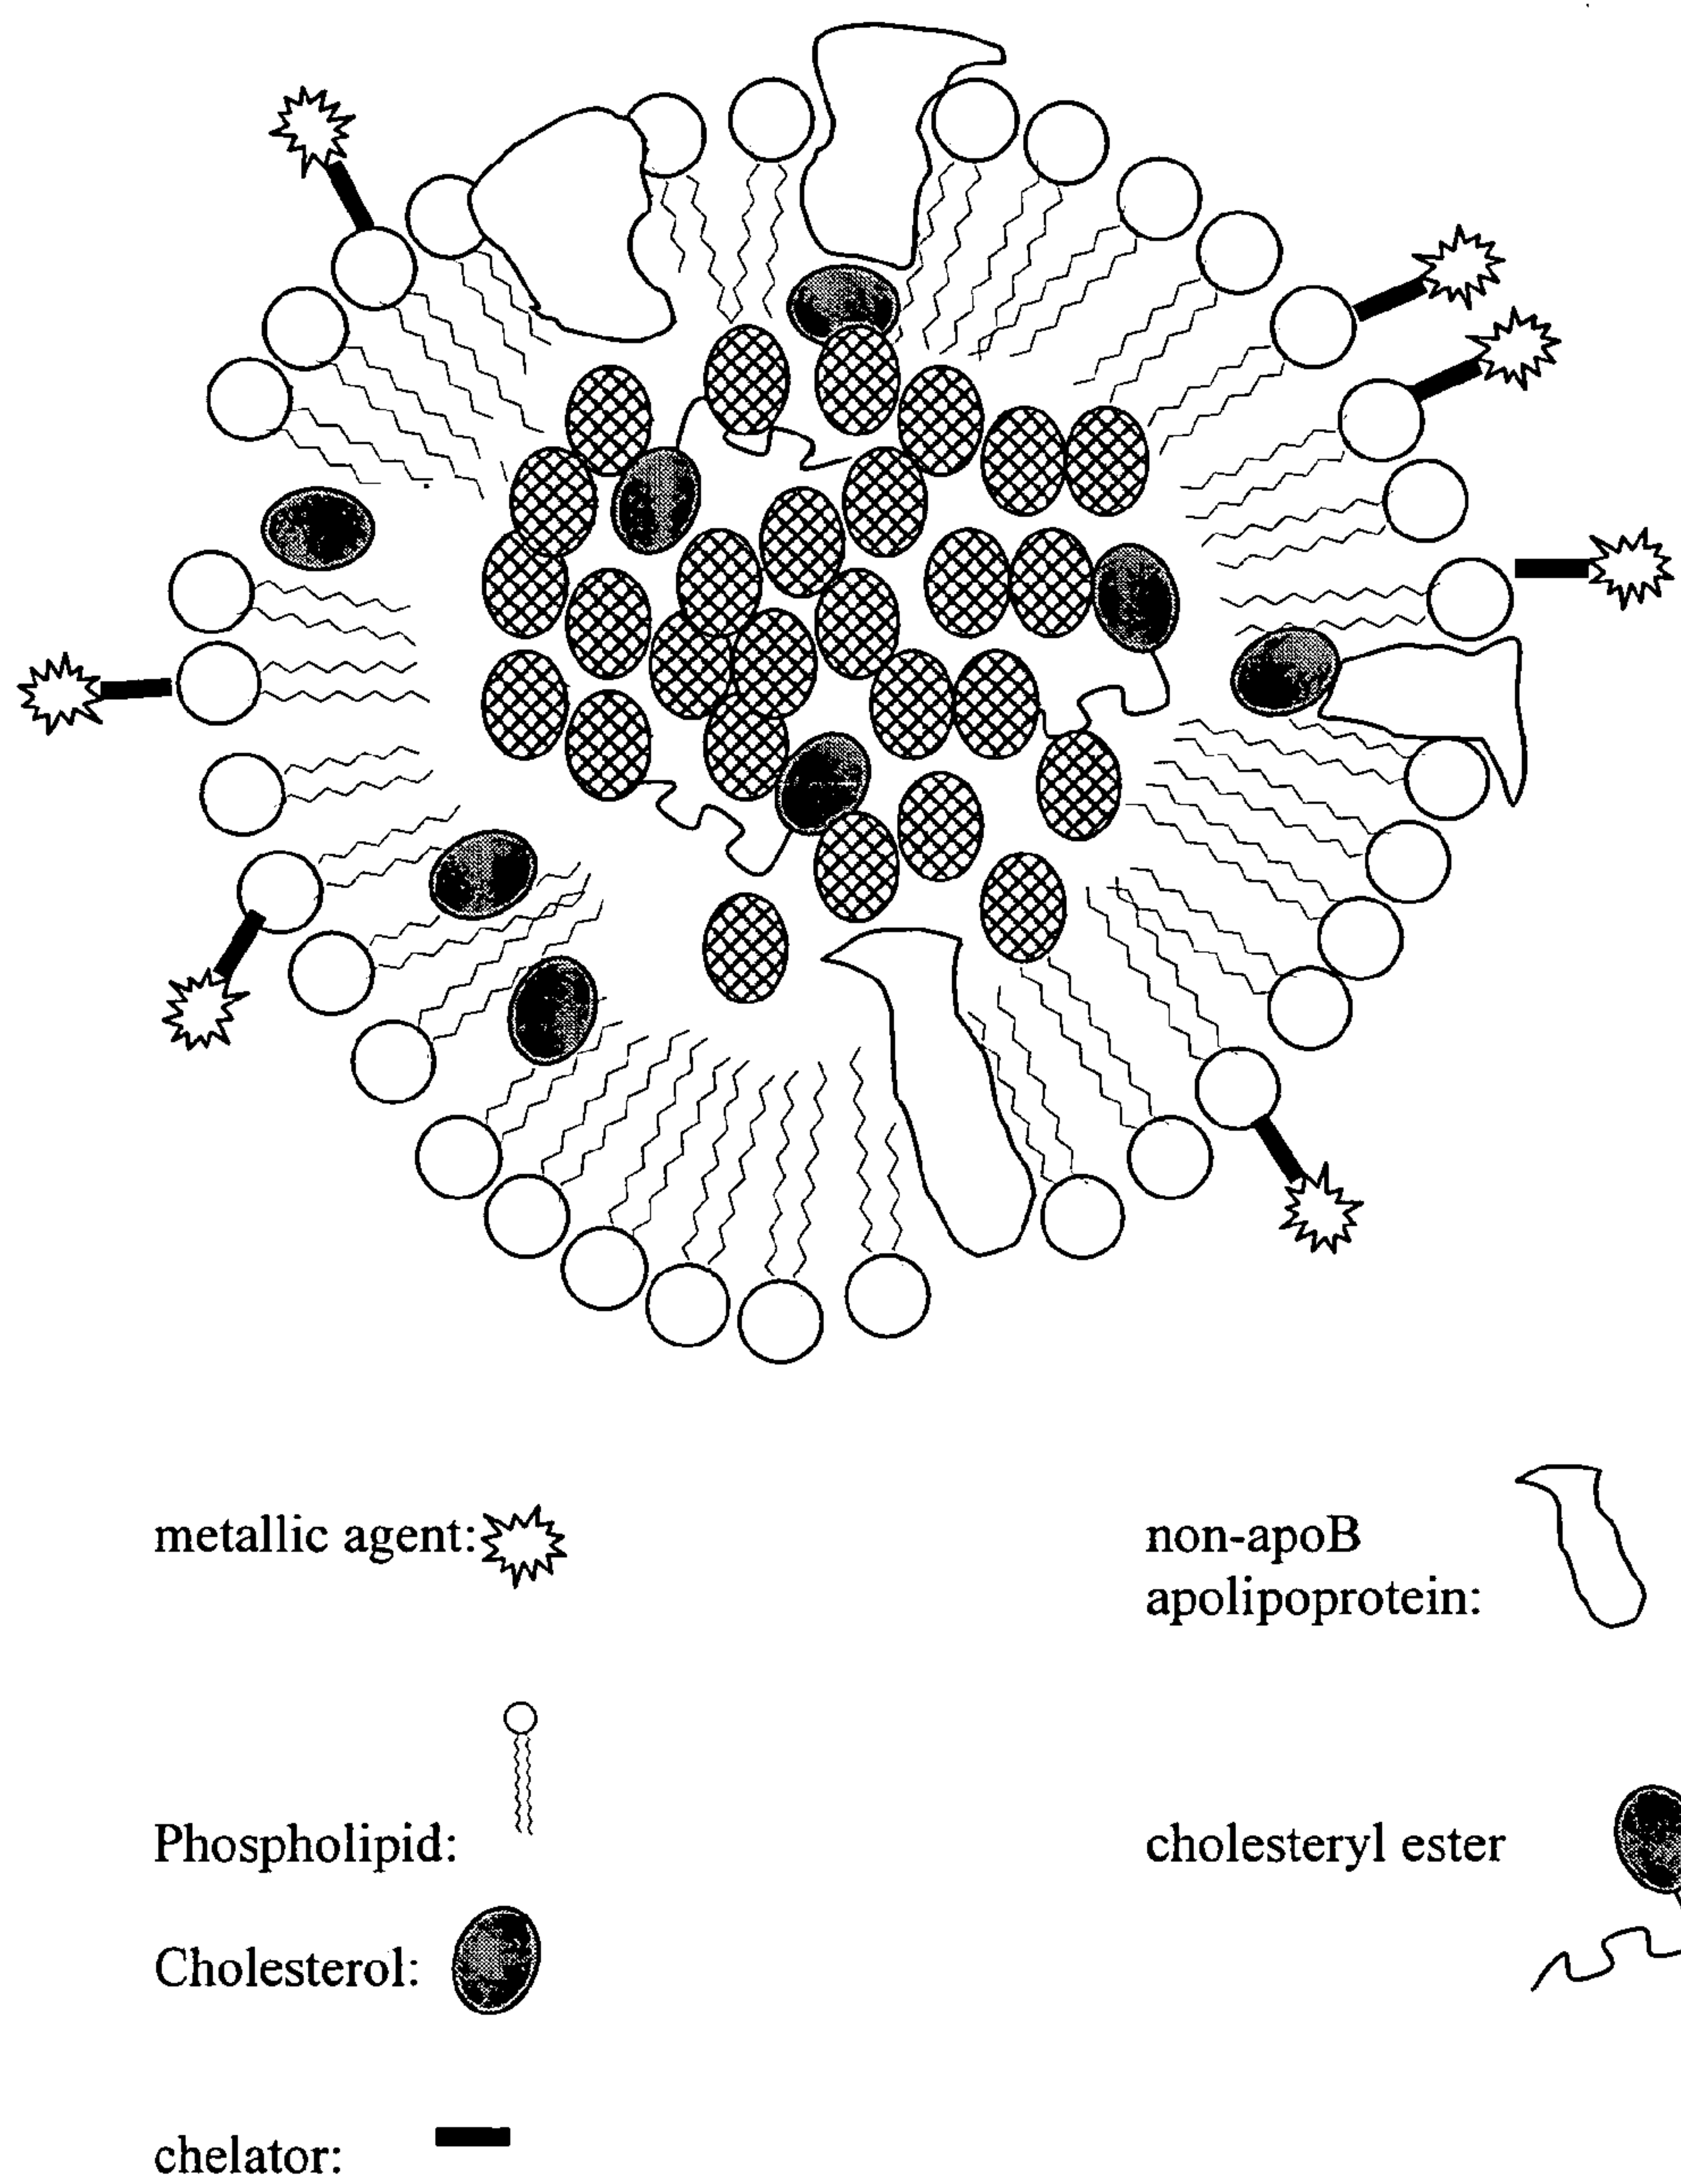 metallic agent:
non-apoB
apolipoprotein:
Phospholipid:
cholesteryl ester
Cholesterol:
chelator: